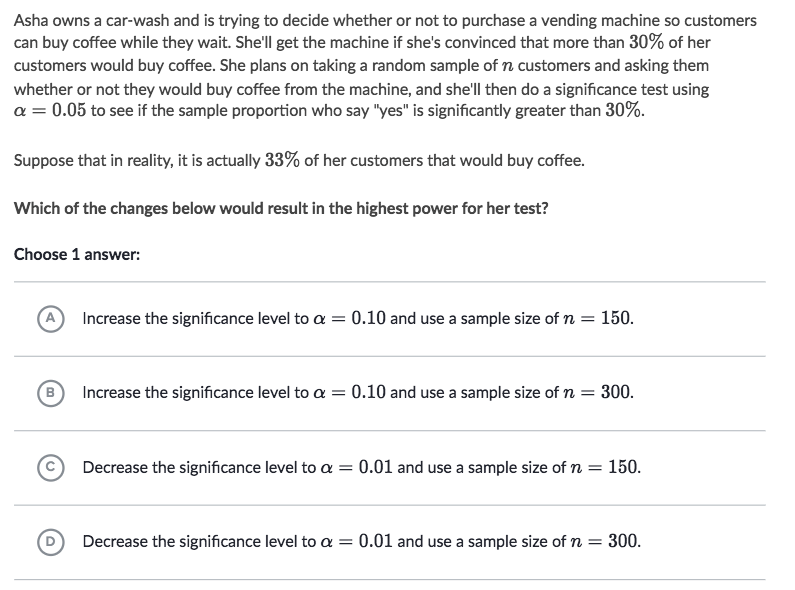 Asha owns a car-wash and is trying to decide whether or not to purchase a vending machine so customers
can buy coffee while they wait. She'll get the machine if she's convinced that more than 30% of her
customers would buy coffee. She plans on taking a random sample of n customers and asking them
whether or not they would buy coffee from the machine, and she'll then do a significance test using
α = 0.05 to see if the sample proportion who say "yes" is significantly greater than 30%.
Suppose that in reality, it is actually 33% of her customers that would buy coffee.
Which of the changes below would result in the highest power for her test?
Choose 1 answer:
A Increase the significance level to α = 0.10 and use a sample size of n = 150.
B Increase the significance level to α = 0.10 and use a sample size of n = 300.
C Decrease the significance level to α = 0.01 and use a sample size of n = 150.
D Decrease the significance level to α = 0.01 and use a sample size of n = 300.